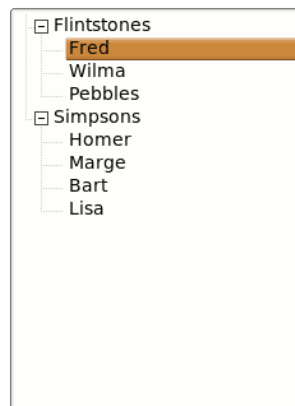 Flintstones
Fred
Wilma
Pebbles
Simpsons
Homer
Marge
Bart
Lisa